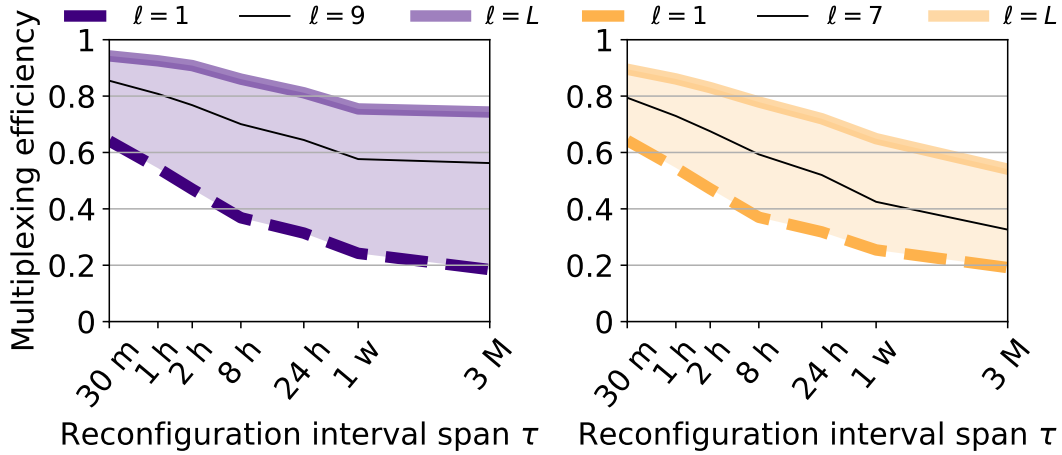 ℓ = 1 ℓ = 9 ℓ = L
Multiplexing efficiency
1
0.8
0.6
0.4
0.2
0
30 m 1 h 2 h 8 h 24 h 1 w 3 M
Reconfiguration interval span τ
ℓ = 1 ℓ = 7 ℓ = L
1
0.8
0.6
0.4
0.2
0
30 m 1 h 2 h 8 h 24 h 1 w 3 M
Reconfiguration interval span τ